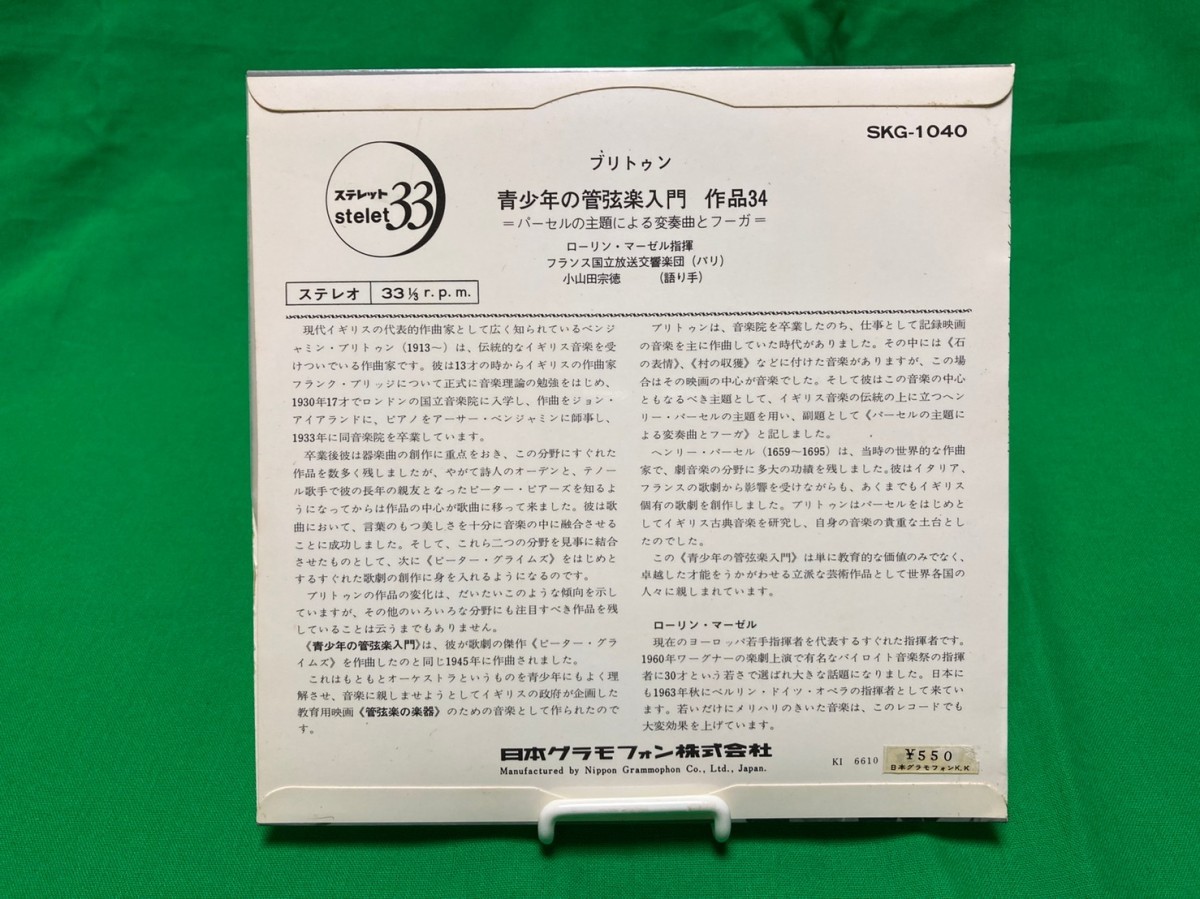 SKG-1040
ステレット
stelet33
ブリトゥン
青少年の管弦楽入門 作品34
=パーセルの主題による変奏曲とフーガ=
ローリン・マーゼル指揮
フランス国立放送交響楽団(パリ)
小山田宗徳 (語り手)
ステレオ 33⅓ r.p.m.
現代イギリスの代表的作曲家として広く知られているベンジ
ャミン・ブリトゥン(1913~)は、伝統的なイギリス音楽を受
けついでいる作曲家です。彼は13才の時からイギリスの作曲家
フランク・ブリッジについて正式に音楽理論の勉強をはじめ、
1930年17才でロンドンの国立音楽院に入学し、作曲をジョン・
アイアランドに、ピアノをアーサー・ベンジャミンに師事し、
1933年に同音楽院を卒業しています。
卒業後彼は器楽曲の創作に重点をおき、この分野にすぐれた
作品を数多く残しましたが、やがて詩人のオーデンと、テノー
ル歌手で彼の長年の親友となったピーター・ピアーズを知るよ
うになってからは作品の中心が歌曲に移って来ました。彼は歌
曲において、言葉のもつ美しさを十分に音楽の中に融合させる
ことに成功しました。そして、これら二つの分野を見事に結合
させたものとして、次に《ピーター・グライムズ》をはじめと
するすぐれた歌劇の創作に身を入れるようになるのです。
ブリトゥンの作品の変化は、だいたいこのような傾向を示し
ていますが、その他のいろいろな分野にも注目すべき作品を残
していることは云うまでもありません。
《青少年の管弦楽入門》は、彼が歌劇の傑作《ピーター・グラ
イムズ》を作曲したのと同じ1945年に作曲されました。
これはもともとオーケストラというものを青少年にもよく理
解させ、音楽に親しませようとしてイギリスの政府が企画した
教育用映画《管弦楽の楽器》のための音楽として作られたので
す。
ブリトゥンは、音楽院を卒業したのち、仕事として記録映画
の音楽を主に作曲していた時代がありました。その中には《石
の表情》、《村の収獲》などに付けた音楽がありますが、この場
合はその映画の中心が音楽でした。そして彼はこの音楽の中心
ともなるべき主題として、イギリス音楽の伝統の上に立つヘン
リー・パーセルの主題を用い、副題として《パーセルの主題に
よる変奏曲とフーガ》と記しました。
ヘンリー・パーセル(1659~1695)は、当時の世界的な作曲
家で、劇音楽の分野に多大の功績を残しました。彼はイタリア、
フランスの歌劇から影響を受けながらも、あくまでもイギリス
個有の歌劇を創作しました。ブリトゥンはパーセルをはじめと
してイギリス古典音楽を研究し、自身の音楽の貴重な土台とし
たのでした。
この《青少年の管弦楽入門》は単に教育的な価値のみでなく、
卓越した才能をうかがわせる立派な芸術作品として世界各国の
人々に親しまれています。
ローリン・マーゼル
現在のヨーロッパ若手指揮者を代表するすぐれた指揮者です。
1960年ワーグナーの楽劇上演で有名なバイロイト音楽祭の指揮
者に30才という若さで選ばれ大きな話題になりました。日本に
も1963年秋にベルリン・ドイツ・オペラの指揮者として来てい
ます。若いだけにメリハリのきいた音楽は、このレコードでも
大変効果を上げています。
日本グラモフォン株式会社
Manufactured by Nippon Grammophon Co., Ltd., Japan.
KI 6610
¥550
日本グラモフォンK.K